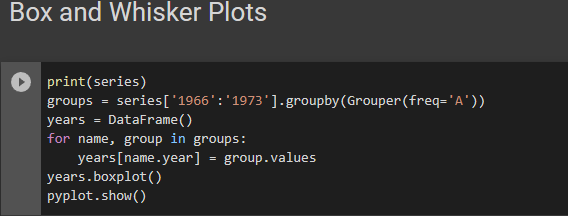 Box and Whisker Plots
print(series)
groups = series['1966':'1973'].groupby(Grouper(freq='A'))
years = DataFrame()
for name, group in groups:
    years[name.year] = group.values
years.boxplot()
pyplot.show()